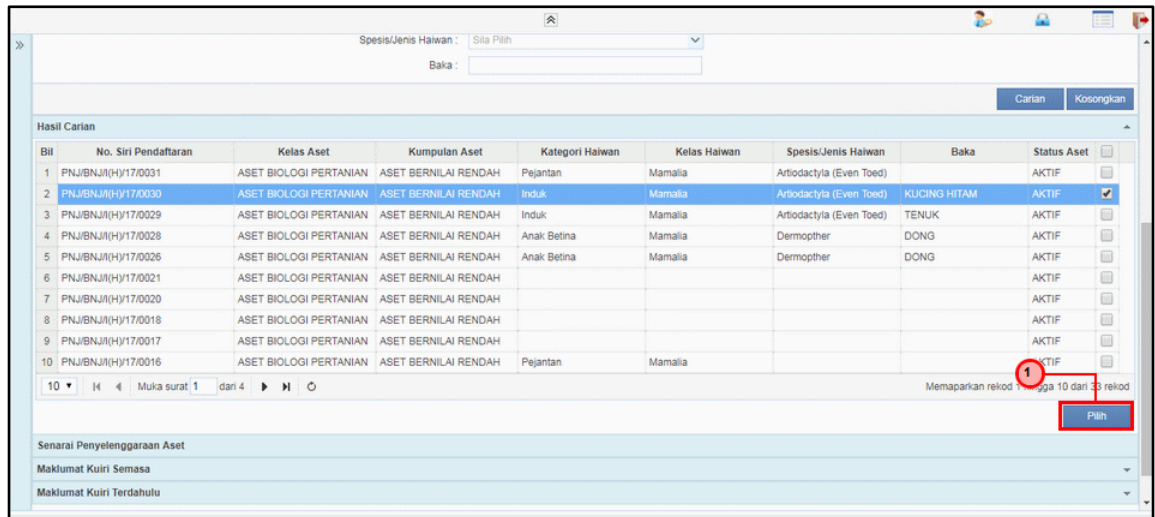 Spesis/Jenis Haiwan : Sila Pilih
Baka :
Carian Kosongkan
Hasil Carian
Bil No. Siri Pendaftaran Kelas Aset Kumpulan Aset Kategori Haiwan Kelas Haiwan Spesis/Jenis Haiwan Baka Status Aset
1 PNJ/BNJ/I(H)/17/0031 ASET BIOLOGI PERTANIAN ASET BERNILAI RENDAH Pejantan Mamalia Artiodactyla (Even Toed) AKTIF
2 PNJ/BNJ/I(H)/17/0030 ASET BIOLOGI PERTANIAN ASET BERNILAI RENDAH Induk Mamalia Artiodactyla (Even Toed) KUCING HITAM AKTIF
3 PNJ/BNJ/I(H)/17/0029 ASET BIOLOGI PERTANIAN ASET BERNILAI RENDAH Induk Mamalia Artiodactyla (Even Toed) TENUK AKTIF
4 PNJ/BNJ/I(H)/17/0028 ASET BIOLOGI PERTANIAN ASET BERNILAI RENDAH Anak Betina Mamalia Dermopther DONG AKTIF
5 PNJ/BNJ/I(H)/17/0026 ASET BIOLOGI PERTANIAN ASET BERNILAI RENDAH Anak Betina Mamalia Dermopther DONG AKTIF
6 PNJ/BNJ/I(H)/17/0021 ASET BIOLOGI PERTANIAN ASET BERNILAI RENDAH AKTIF
7 PNJ/BNJ/I(H)/17/0020 ASET BIOLOGI PERTANIAN ASET BERNILAI RENDAH AKTIF
8 PNJ/BNJ/I(H)/17/0018 ASET BIOLOGI PERTANIAN ASET BERNILAI RENDAH AKTIF
9 PNJ/BNJ/I(H)/17/0017 ASET BIOLOGI PERTANIAN ASET BERNILAI RENDAH AKTIF
10 PNJ/BNJ/I(H)/17/0016 ASET BIOLOGI PERTANIAN ASET BERNILAI RENDAH Pejantan Mamalia AKTIF
1
10 Muka surat 1 dari 4 Memaparkan rekod 1 hingga 10 dari 33 rekod
Pilih
Senarai Penyelenggaraan Aset
Maklumat Kuiri Semasa
Maklumat Kuiri Terdahulu